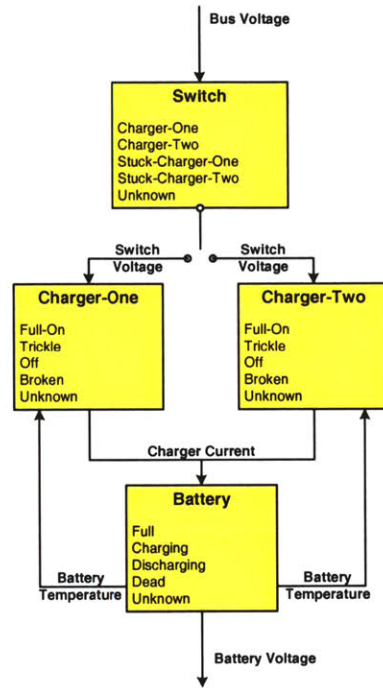 Bus Voltage
Switch
Charger-One
Charger-Two
Stuck-Charger-One
Stuck-Charger-Two
Unknown
Switch
Voltage
Switch
Voltage
Charger-One
Full-On
Trickle
Off
Broken
Unknown
Charger-Two
Full-On
Trickle
Off
Broken
Unknown
Charger Current
Battery
Full
Charging
Discharging
Dead
Unknown
Battery
Temperature
Battery
Temperature
Battery Voltage